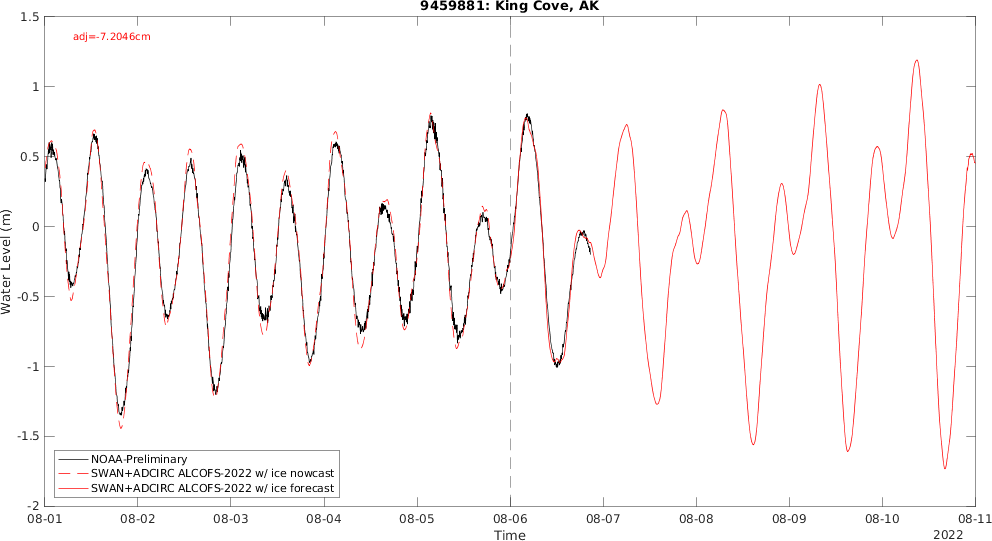 9459881: King Cove, AK
adj=-7.2046cm
1.5
1
0.5
0
-0.5
-1
-1.5
-2
Water Level (m)
NOAA-Preliminary
SWAN+ADCIRC ALCOFS-2022 w/ ice nowcast
SWAN+ADCIRC ALCOFS-2022 w/ ice forecast
08-01 08-02 08-03 08-04 08-05 08-06 08-07 08-08 08-09 08-10 08-11
Time
2022